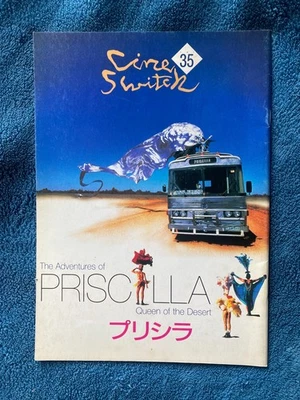 Cine
35
Switch
The Adventures of
PRISCILLA
Queen of the Desert
プリシラ